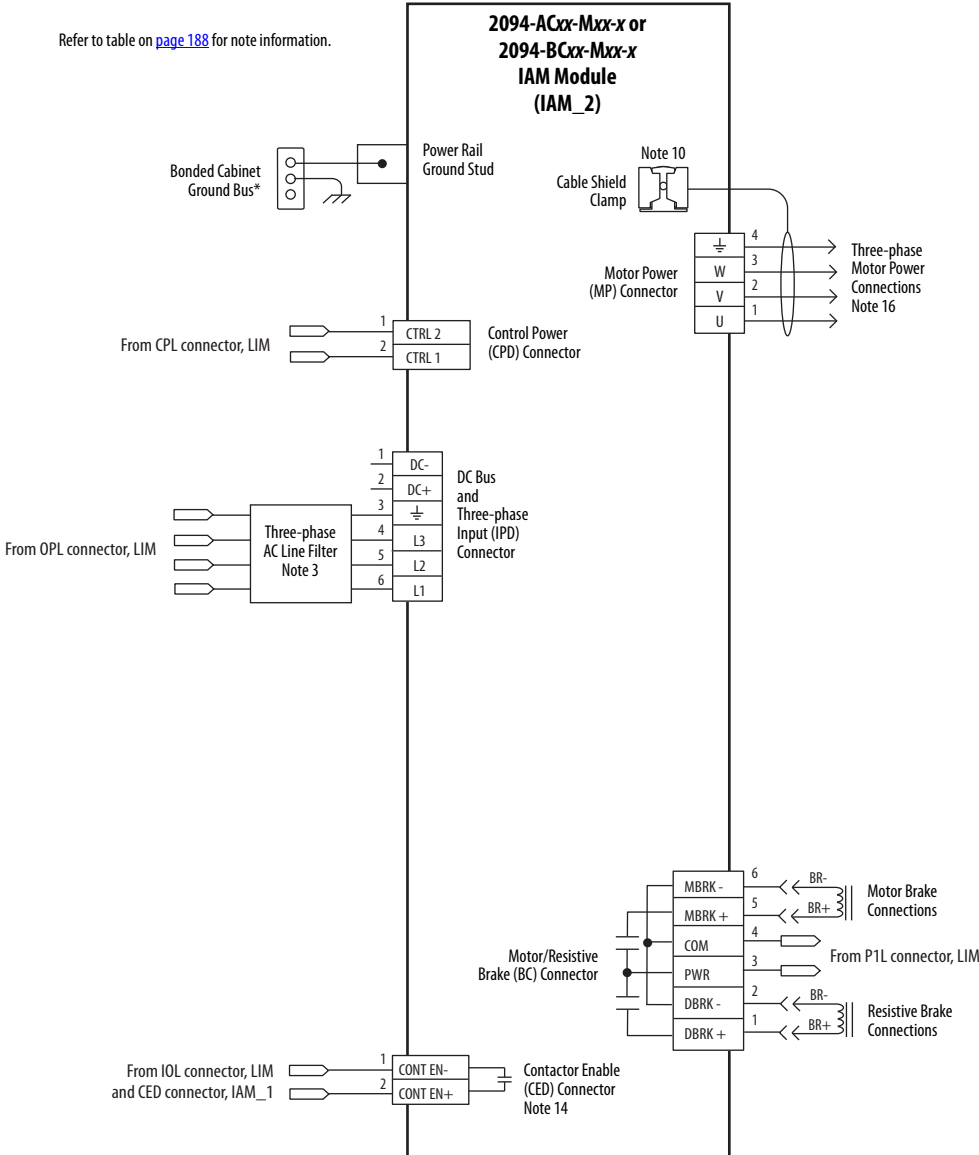 Refer to table on page 188 for note information.
2094-ACxx-Mxx-x or
2094-BCxx-Mxx-x
IAM Module
(IAM_2)
Bonded Cabinet
Ground Bus*
Power Rail
Ground Stud
Note 10
Cable Shield
Clamp
Motor Power
(MP) Connector
4
W
3
V
2
U
1
Three-phase
Motor Power
Connections
Note 16
From CPL connector, LIM
1
CTRL 2
2
CTRL 1
Control Power
(CPD) Connector
From OPL connector, LIM
Three-phase
AC Line Filter
Note 3
1
DC-
2
DC+
3
4
L3
5
L2
6
L1
DC Bus
and
Three-phase
Input (IPD)
Connector
Motor/Resistive
Brake (BC) Connector
MBRK -
6
BR-
MBRK +
5
BR+
COM
4
PWR
3
DBRK -
2
BR-
DBRK +
1
BR+
Motor Brake
Connections
From P1L connector, LIM
Resistive Brake
Connections
From IOL connector, LIM
and CED connector, IAM_1
1
CONT EN-
2
CONT EN+
Contactor Enable
(CED) Connector
Note 14